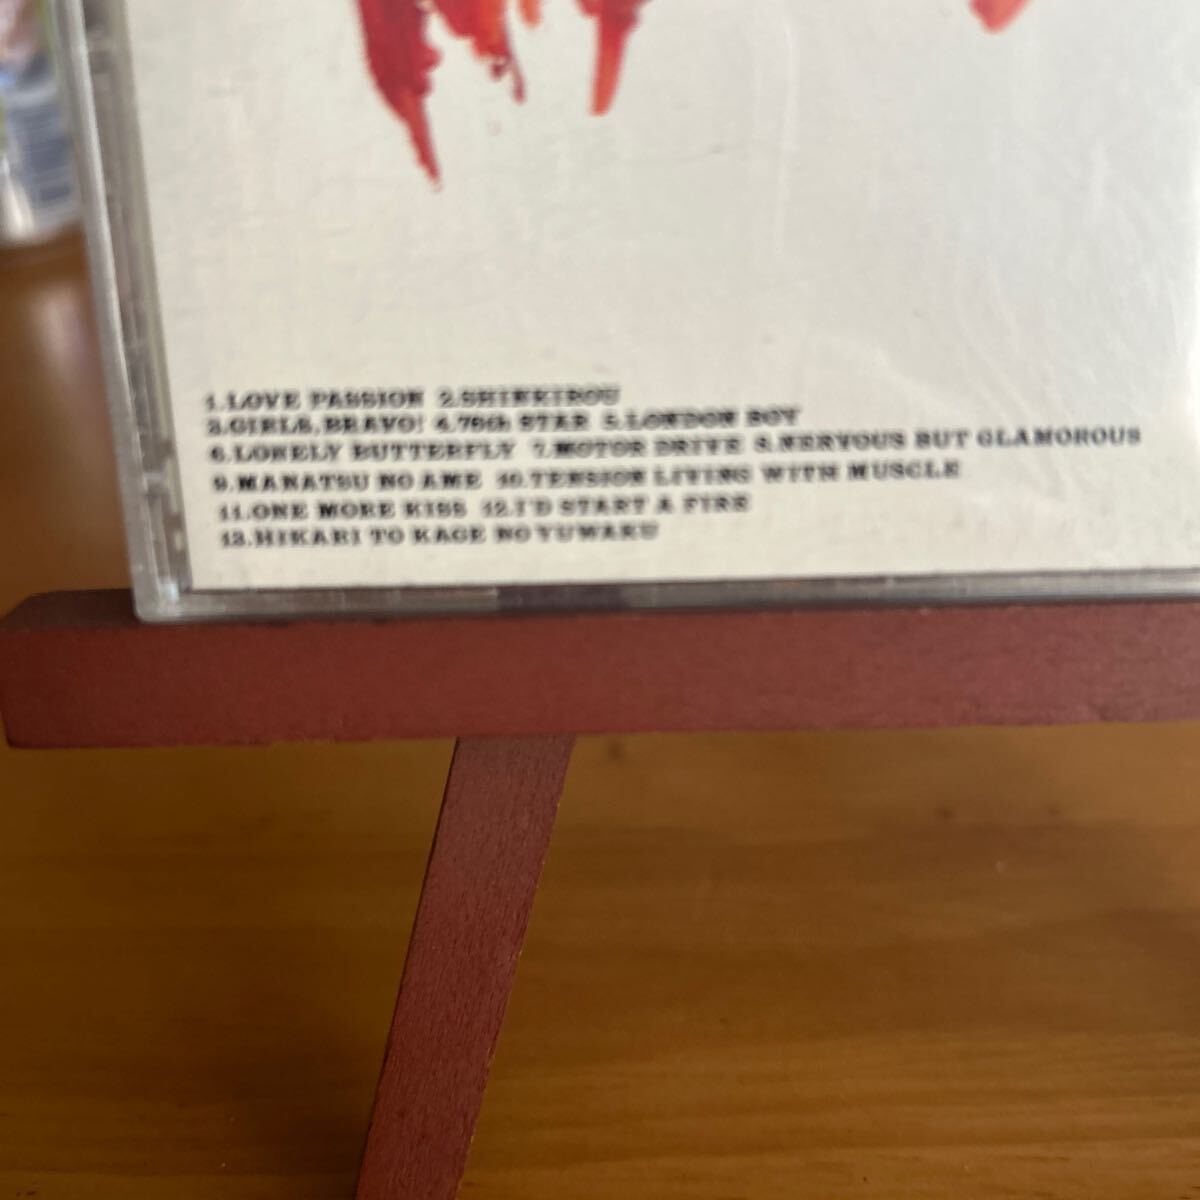 1.LOVE PASSION 2.SHINKIROU
3.GIRLS, BRAVO! 4.76th STAR 5.LONDON BOY
6.LONELY BUTTERFLY 7.MOTOR DRIVE 8.NERVOUS BUT GLAMOROUS
9.MANATSU NO AME 10.TENSION LIVING WITH MUSCLE
11.ONE MORE KISS 12.I'D START A FIRE
13.HIKARI TO KAGE NO YUWAKU